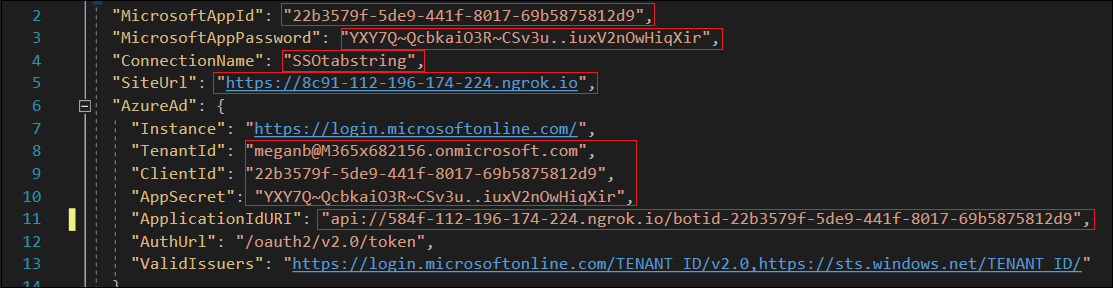 2 "MicrosoftAppId": "22b3579f-5de9-441f-8017-69b5875812d9",
3 "MicrosoftAppPassword": "YXY7Q~QcbkaiO3R~CSv3u..iuxV2nOwHiqXir",
4 "ConnectionName": "SSOtabstring",
5 "SiteUrl": "https://8c91-112-196-174-224.ngrok.io",
6 "AzureAd": {
7 "Instance": "https://login.microsoftonline.com/",
8 "TenantId": "meganb@M365x682156.onmicrosoft.com",
9 "ClientId": "22b3579f-5de9-441f-8017-69b5875812d9",
10 "AppSecret": "YXY7Q~QcbkaiO3R~CSv3u..iuxV2nOwHiqXir",
11 "ApplicationIdURI": "api://584f-112-196-174-224.ngrok.io/botid-22b3579f-5de9-441f-8017-69b5875812d9",
12 "AuthUrl": "/oauth2/v2.0/token",
13 "ValidIssuers": "https://login.microsoftonline.com/TENANT_ID/v2.0,https://sts.windows.net/TENANT_ID/"
14 }